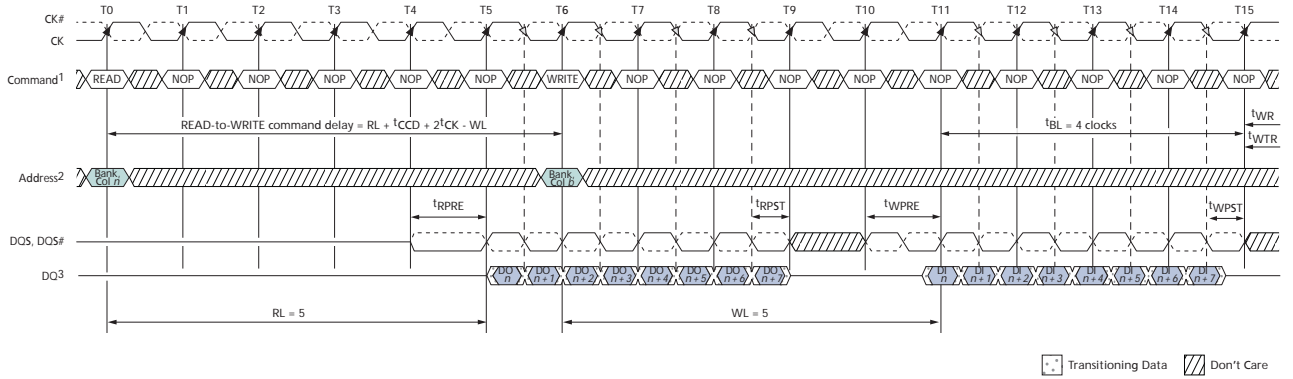 T0 T1 T2 T3 T4 T5 T6 T7 T8 T9 T10 T11 T12 T13 T14 T15
CK#
CK
Command1 READ NOP NOP NOP NOP NOP WRITE NOP NOP NOP NOP NOP NOP NOP NOP NOP
READ-to-WRITE command delay = RL + tCCD + 2tCK - WL
tBL = 4 clocks
tWR
tWTR
Address2 Bank, Col n Bank, Col b
tRPRE tRPST tWPRE tWPST
DQS, DQS#
DQ3
DO DO DO DO DO DO DO DO DI DI DI DI DI DI DI DI
n n + 1 n + 2 n + 3 n + 4 n + 5 n + 6 n + 7 n n + 1 n + 2 n + 3 n + 4 n + 5 n + 6 n + 7
RL = 5 WL = 5
Transitioning Data Don't Care